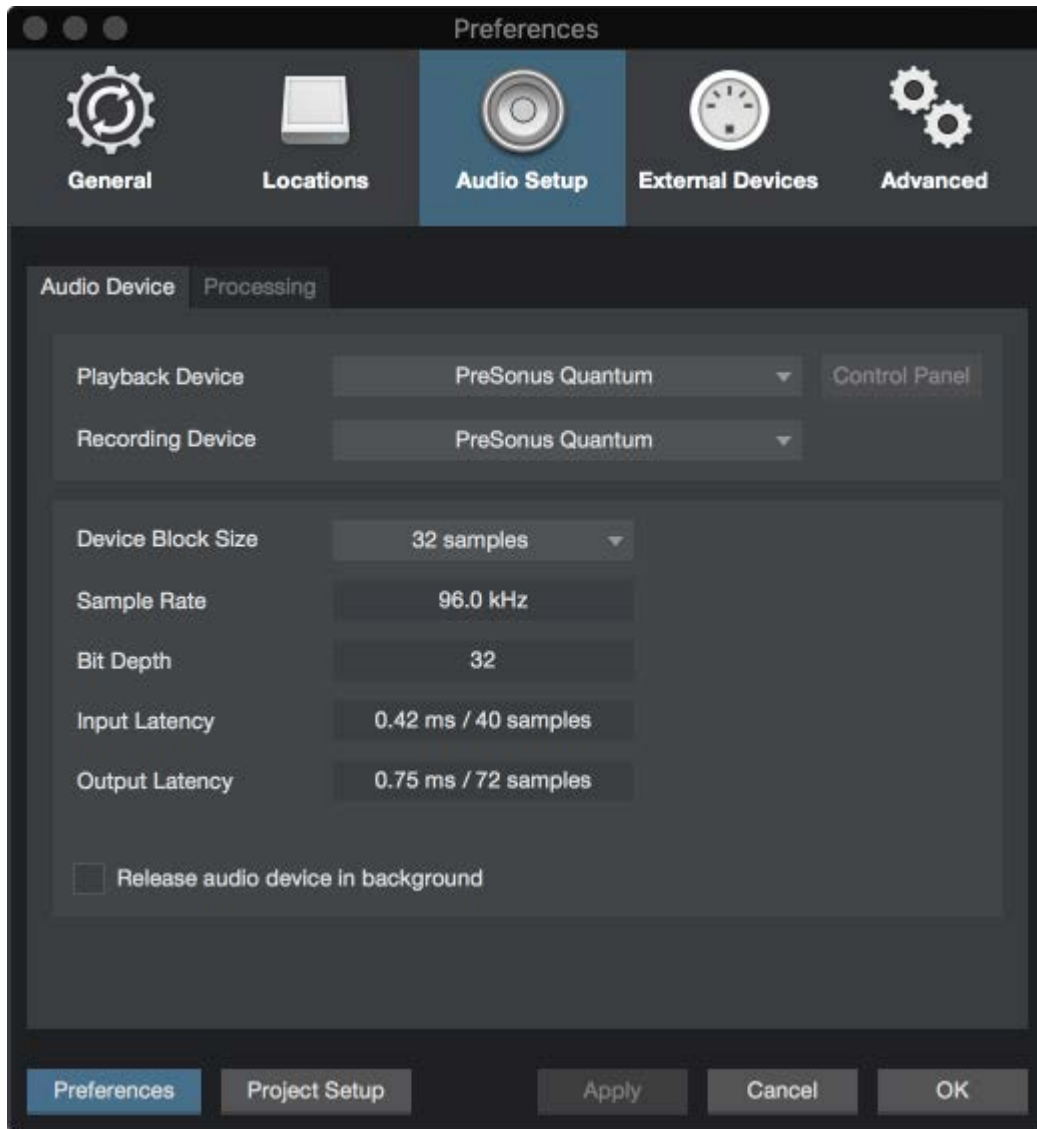 Preferences
General Locations Audio Setup External Devices Advanced
Audio Device Processing
Playback Device PreSonus Quantum Control Panel
Recording Device PreSonus Quantum
Device Block Size 32 samples
Sample Rate 96.0 kHz
Bit Depth 32
Input Latency 0.42 ms / 40 samples
Output Latency 0.75 ms / 72 samples
Release audio device in background
Preferences Project Setup Apply Cancel OK